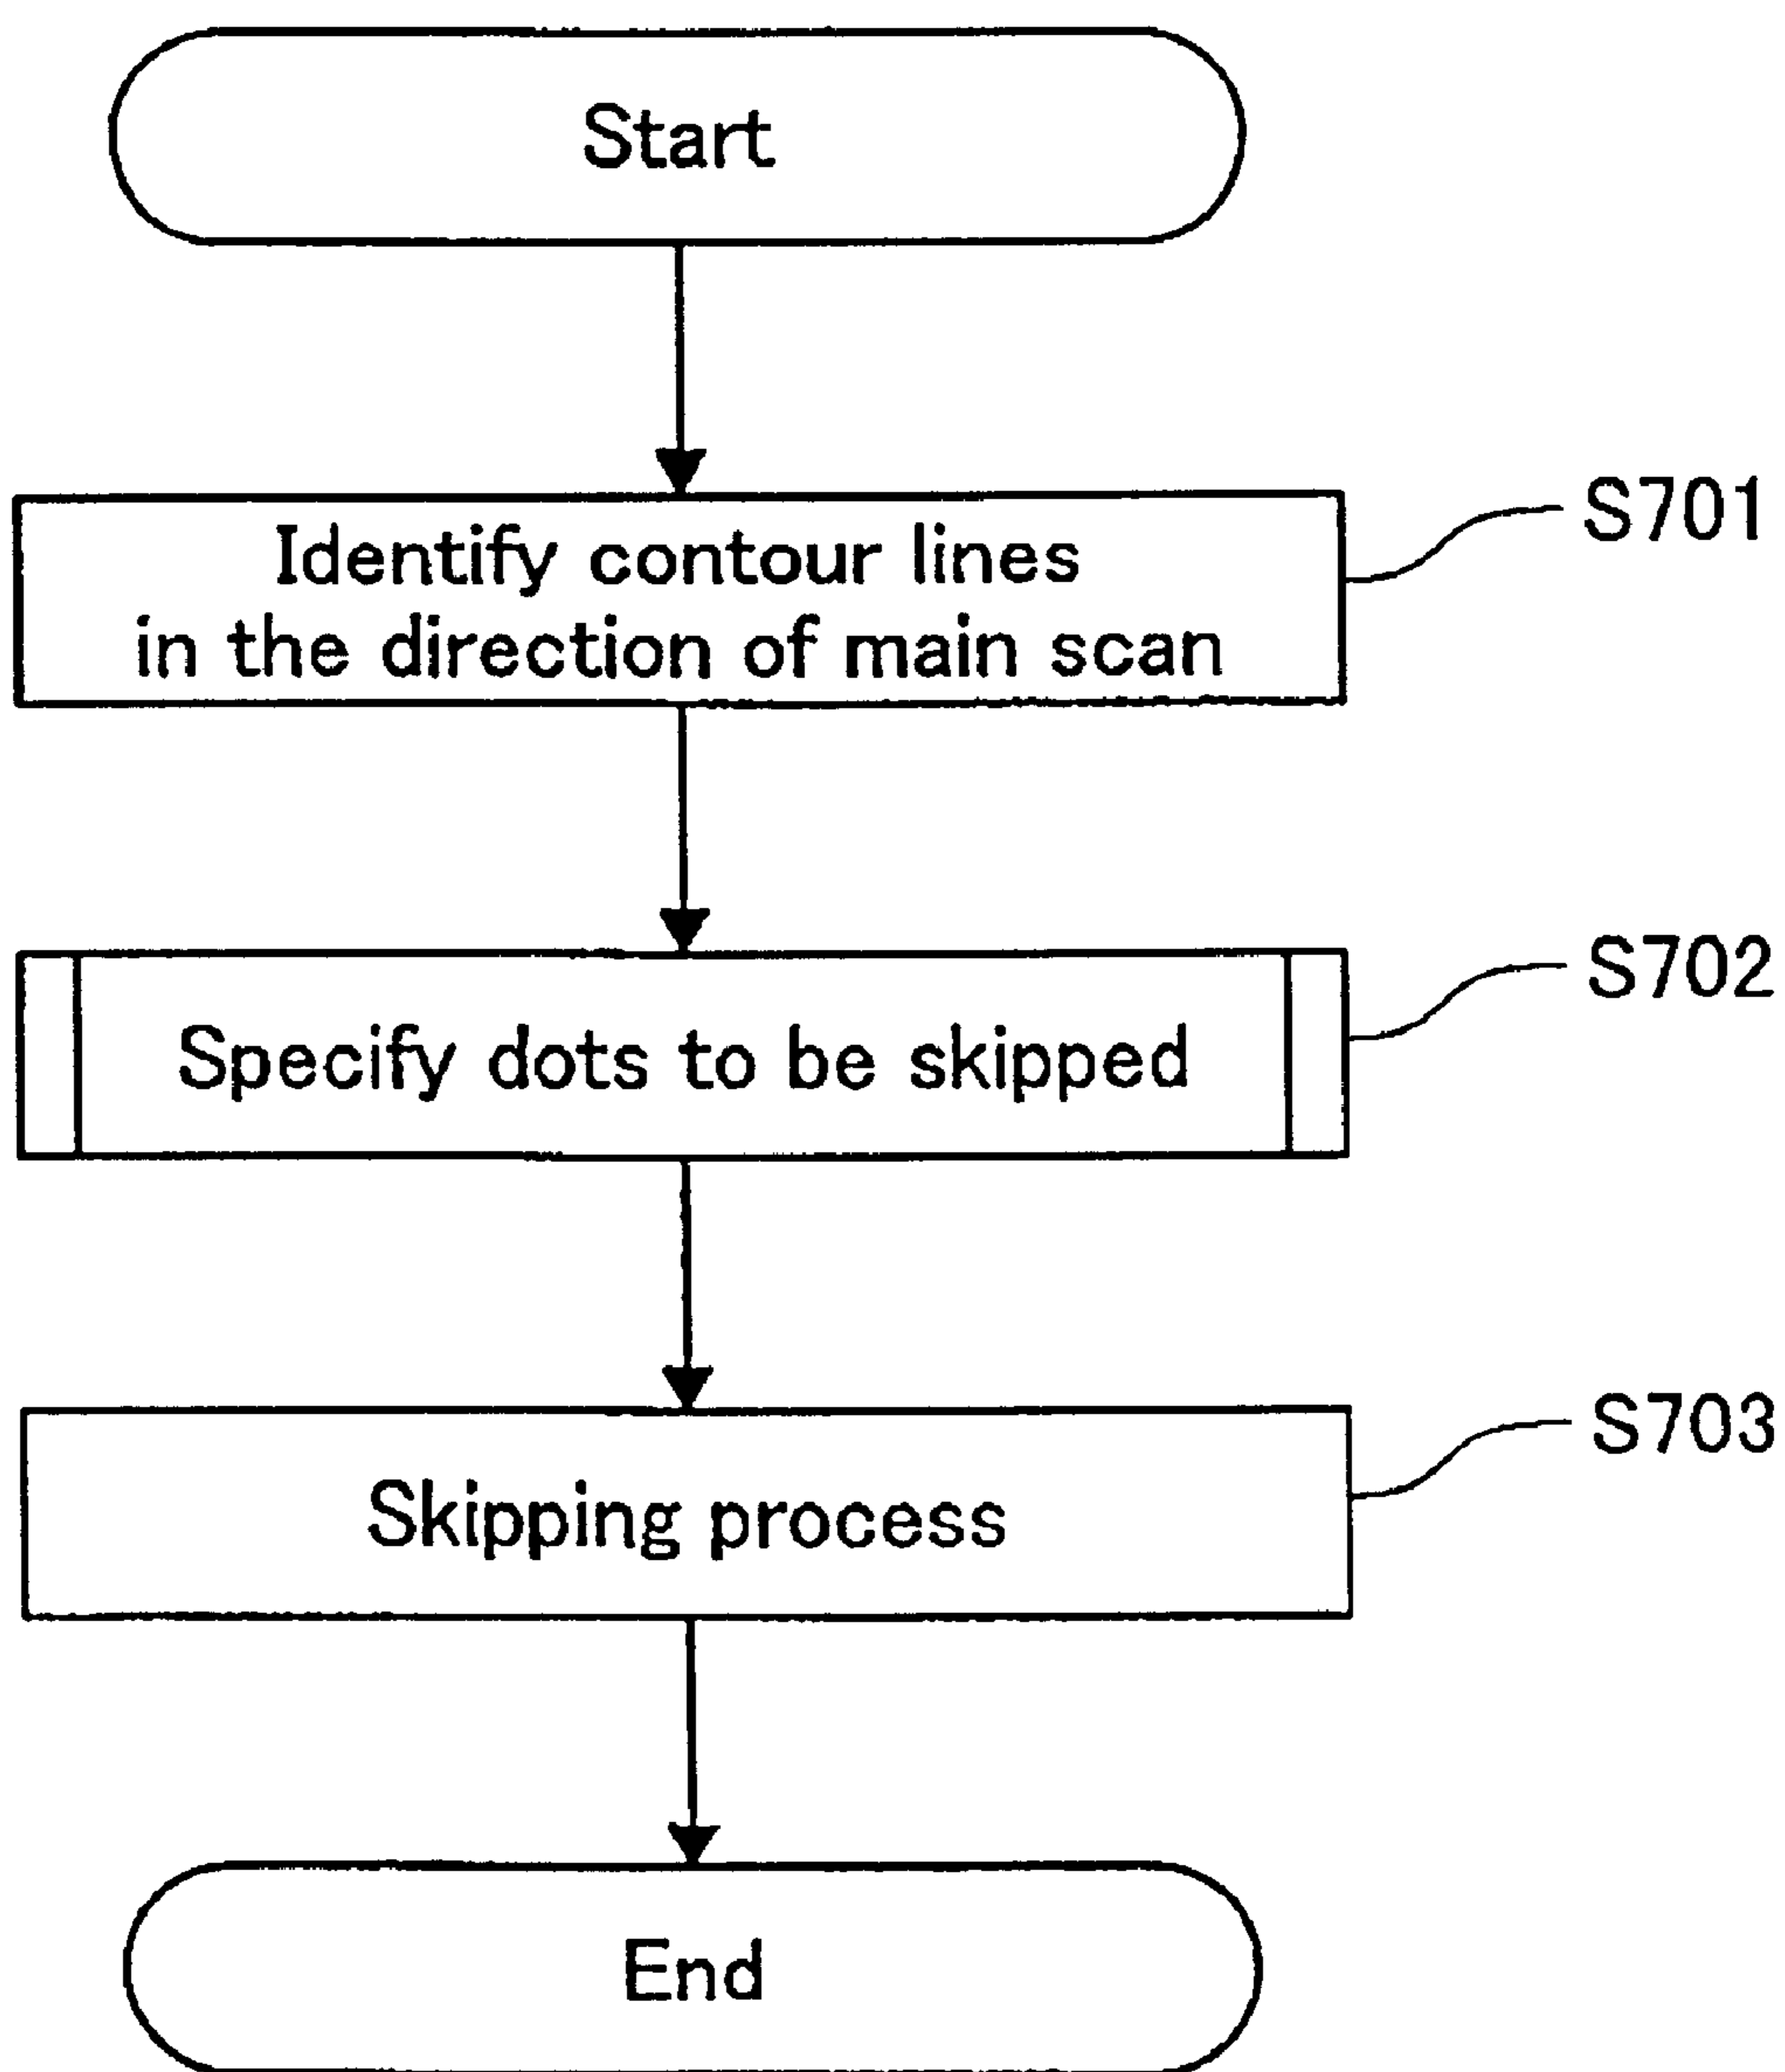 Start
Identify contour lines
in the direction of main scan
S701
Specify dots to be skipped
S702
Skipping process
S703
End